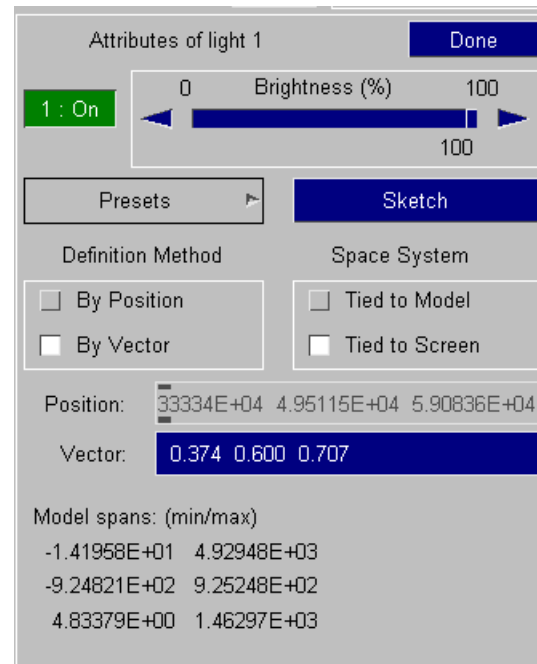 Attributes of light 1 Done
1 : On
0 Brightness (%) 100
100
Presets Sketch
Definition Method Space System
By Position Tied to Model
By Vector Tied to Screen
Position: 33334E+04 4.95115E+04 5.90836E+04
Vector: 0.374 0.600 0.707
Model spans: (min/max)
-1.41958E+01 4.92948E+03
-9.24821E+02 9.25248E+02
4.83379E+00 1.46297E+03